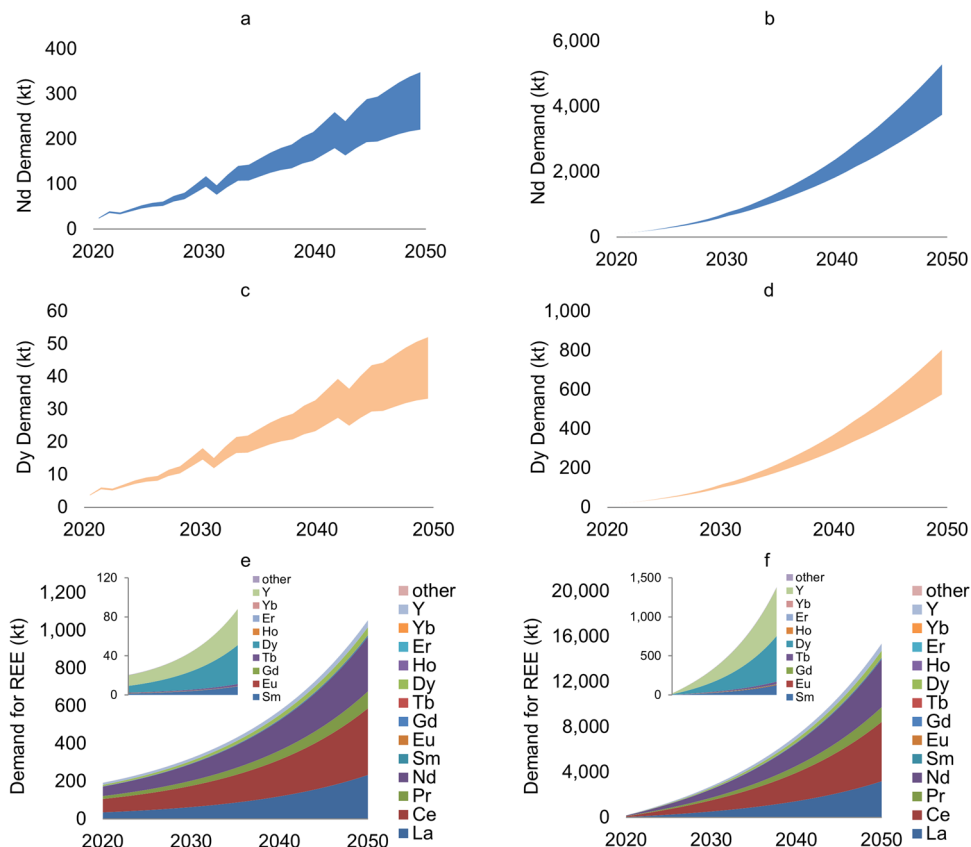 a
400
300
200
100
0
Nd Demand (kt)
2020
2030
2040
2050
b
6,000
4,000
2,000
0
Nd Demand (kt)
2020
2030
2040
2050
c
60
50
40
30
20
10
0
Dy Demand (kt)
2020
2030
2040
2050
d
1,000
800
600
400
200
0
Dy Demand (kt)
2020
2030
2040
2050
e
1,200
1,000
800
600
400
200
0
Demand for REE (kt)
2020
2030
2040
2050
120
80
40
0
other
Y
Yb
Er
Ho
Dy
Tb
Gd
Eu
Sm
other
Y
Yb
Er
Ho
Dy
Tb
Gd
Eu
Sm
Nd
Pr
Ce
La
f
20,000
16,000
12,000
8,000
4,000
0
Demand for REE (kt)
2020
2030
2040
2050
1,500
1,000
500
0
other
Y
Yb
Er
Ho
Dy
Tb
Gd
Eu
Sm
other
Y
Yb
Er
Ho
Dy
Tb
Gd
Eu
Sm
Nd
Pr
Ce
La